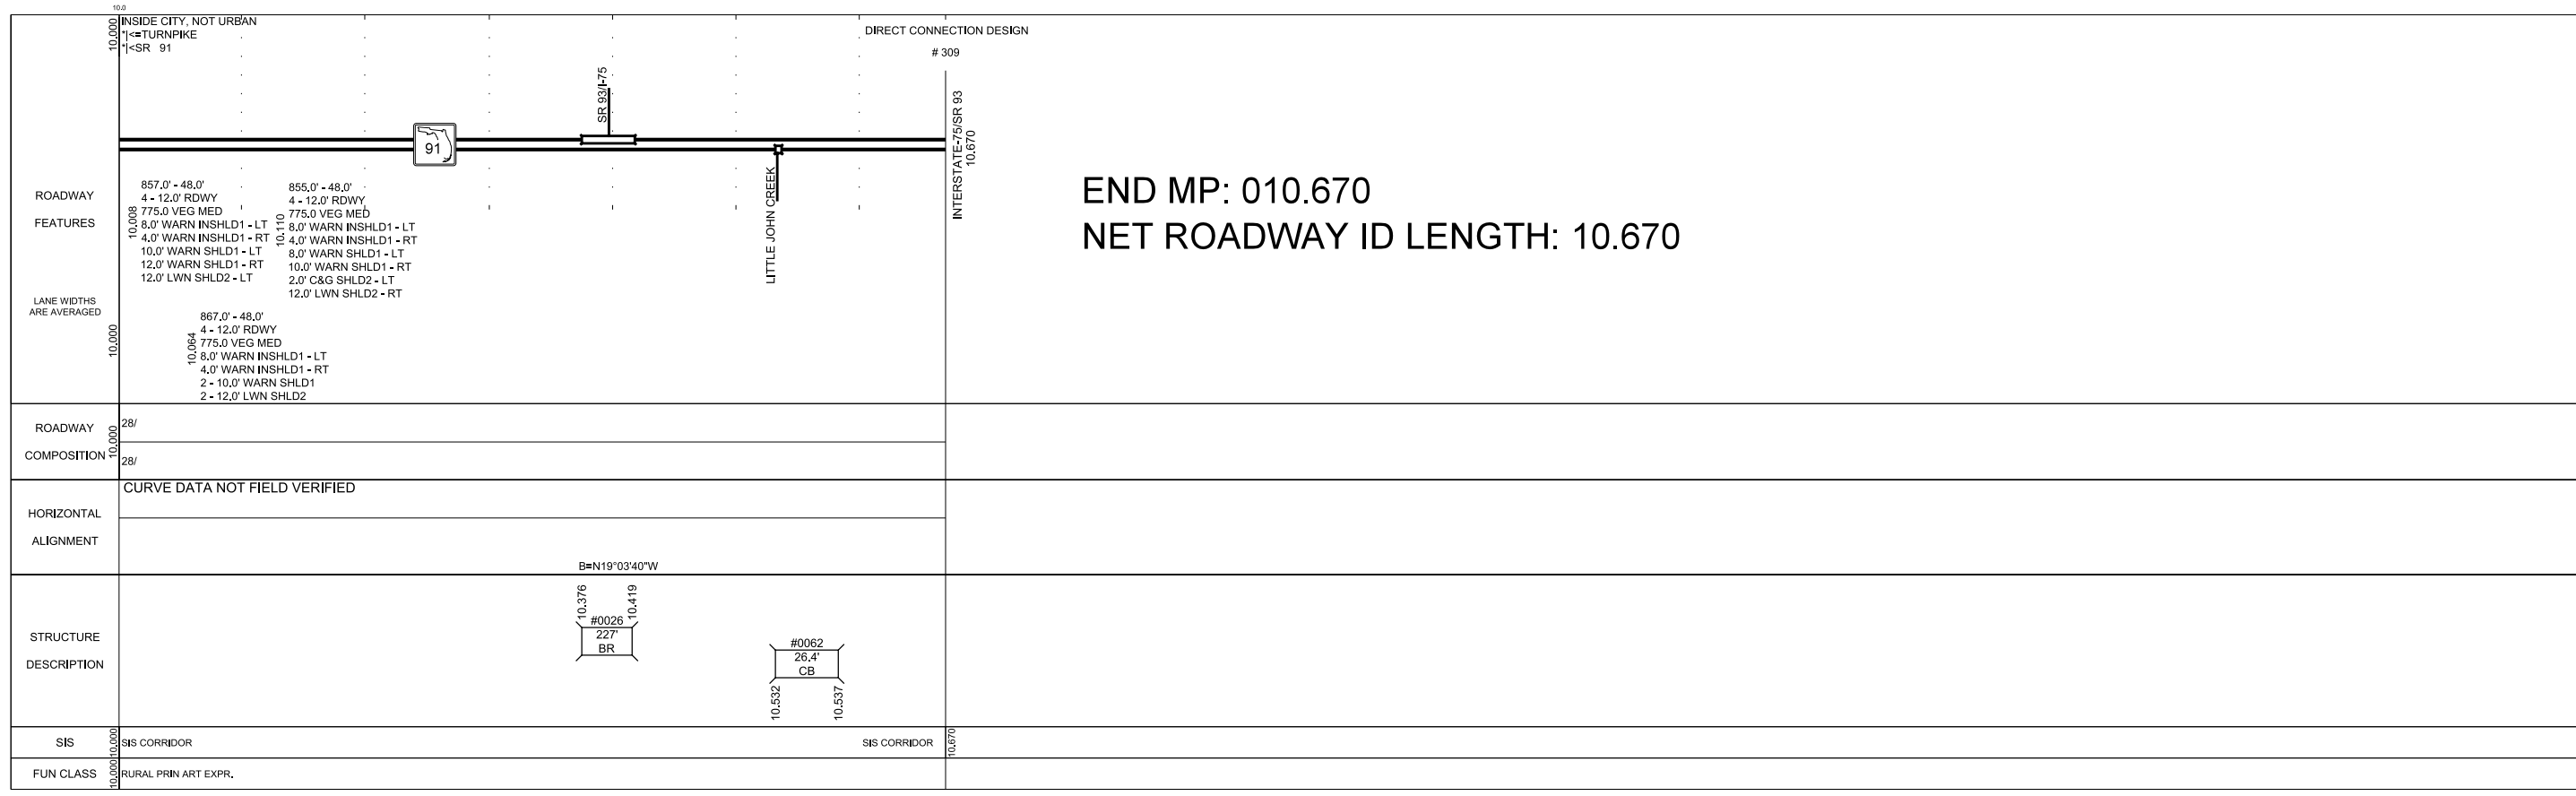 10.0
10.000
INSIDE CITY, NOT URBAN
*|<=TURNPIKE
*|<SR 91
DIRECT CONNECTION DESIGN
# 309
SR 93/I-75
91
LITTLE JOHN CREEK
INTERSTATE-75/SR 93
10.670
ROADWAY
FEATURES
LANE WIDTHS
ARE AVERAGED
10.000
10.008
857.0' - 48.0'
4 - 12.0' RDWY
775.0 VEG MED
8.0' WARN INSHLD1 - LT
4.0' WARN INSHLD1 - RT
10.0' WARN SHLD1 - LT
12.0' WARN SHLD1 - RT
12.0' LWN SHLD2 - LT
10.110
855.0' - 48.0'
4 - 12.0' RDWY
775.0 VEG MED
8.0' WARN INSHLD1 - LT
4.0' WARN INSHLD1 - RT
8.0' WARN SHLD1 - LT
10.0' WARN SHLD1 - RT
2.0' C&G SHLD2 - LT
12.0' LWN SHLD2 - RT
10.064
867.0' - 48.0'
4 - 12.0' RDWY
775.0 VEG MED
8.0' WARN INSHLD1 - LT
4.0' WARN INSHLD1 - RT
2 - 10.0' WARN SHLD1
2 - 12.0' LWN SHLD2
END MP: 010.670
NET ROADWAY ID LENGTH: 10.670
ROADWAY
COMPOSITION
10.000
28/
28/
HORIZONTAL
ALIGNMENT
CURVE DATA NOT FIELD VERIFIED
B=N19°03'40"W
STRUCTURE
DESCRIPTION
10.376
10.419
#0026
227'
BR
#0062
26.4'
CB
10.532
10.537
SIS
10.000
SIS CORRIDOR
SIS CORRIDOR
10.670
FUN CLASS
10.000
RURAL PRIN ART EXPR.